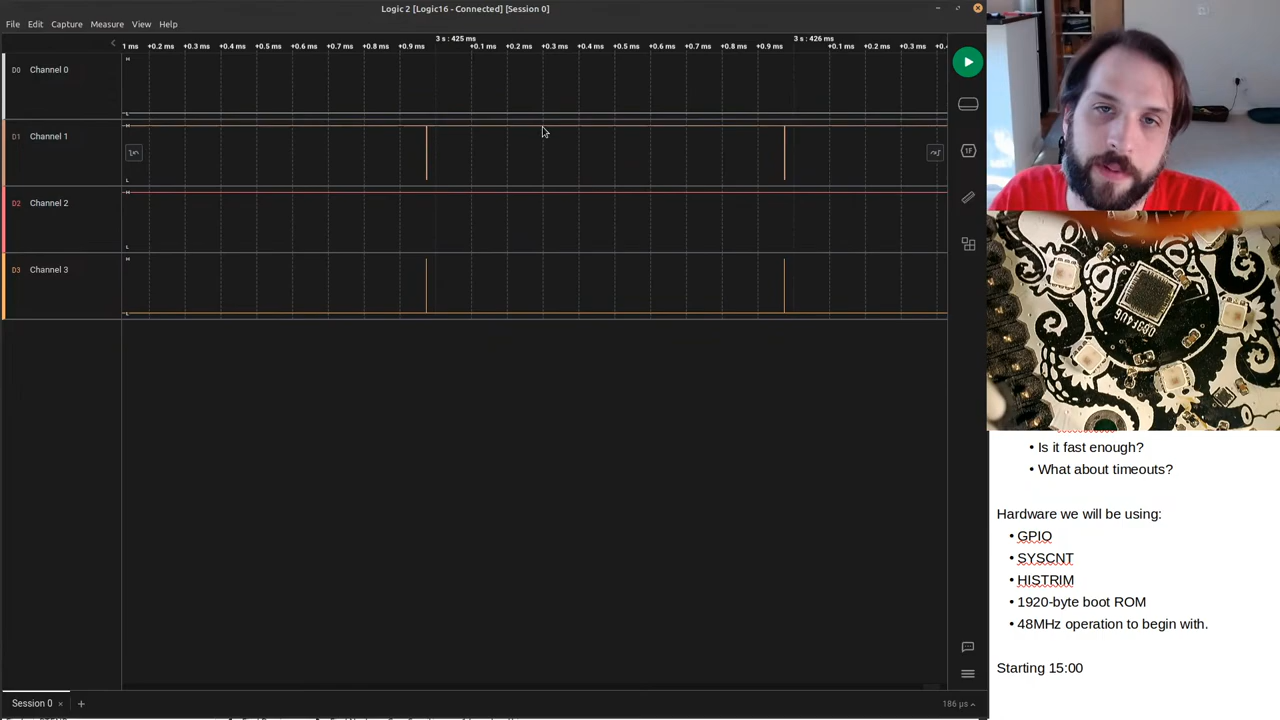 Logic 2 [Logic16 - Connected] [Session 0]
File Edit Capture Measure View Help
3 s : 425 ms 3 s : 426 ms
1 ms +0.2 ms +0.3 ms +0.4 ms +0.5 ms +0.6 ms +0.7 ms +0.8 ms +0.9 ms +0.1 ms +0.2 ms +0.3 ms +0.4 ms +0.5 ms +0.6 ms +0.7 ms +0.8 ms +0.9 ms +0.1 ms +0.2 ms +0.3 ms
D0 Channel 0
H
L
D1 Channel 1
H
L
D2 Channel 2
H
L
D3 Channel 3
H
L
1F
Session 0
186 µs
• Is it fast enough?
• What about timeouts?
Hardware we will be using:
• GPIO
• SYSCNT
• HISTRIM
• 1920-byte boot ROM
• 48MHz operation to begin with.
Starting 15:00